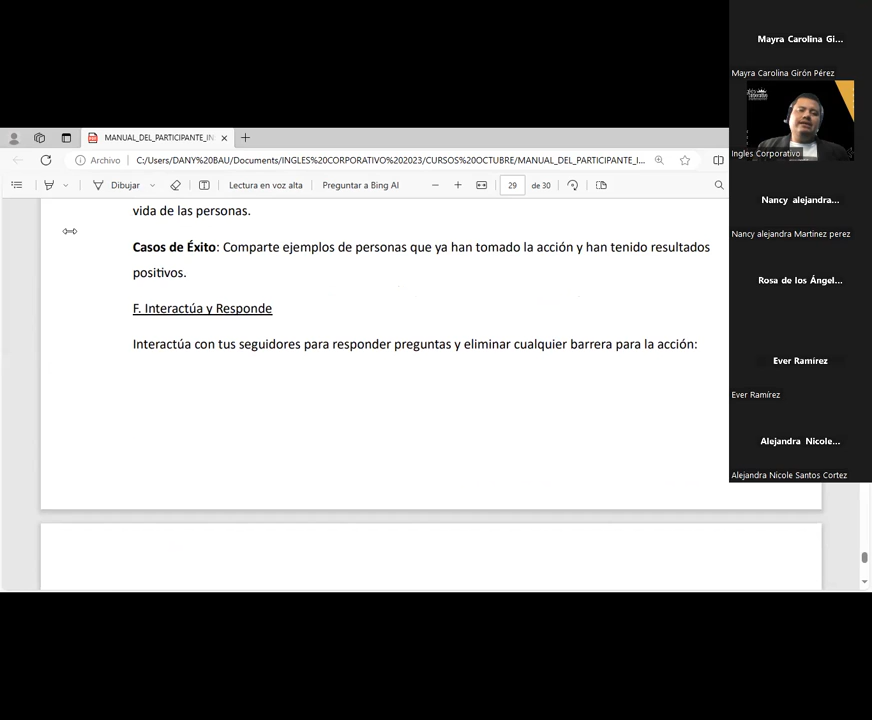 Mayra Carolina Gi...
Mayra Carolina Girón Pérez
Ingles Corporativo
Nancy alejandra...
Nancy alejandra Martinez perez
Rosa de los Ángel...
Ever Ramírez
Ever Ramírez
Alejandra Nicole...
Alejandra Nicole Santos Cortez
MANUAL_DEL_PARTICIPANTE_IN
Archivo C:/Users/DANY%20BAU/Documents/INGLES%20CORPORATIVO%202023/CURSOS%20OCTUBRE/MANUAL_DEL_PARTICIPANTE_I...
Dibujar Lectura en voz alta Preguntar a Bing AI 29 de 30
vida de las personas.
Casos de Éxito: Comparte ejemplos de personas que ya han tomado la acción y han tenido resultados
positivos.
F. Interactúa y Responde
Interactúa con tus seguidores para responder preguntas y eliminar cualquier barrera para la acción: